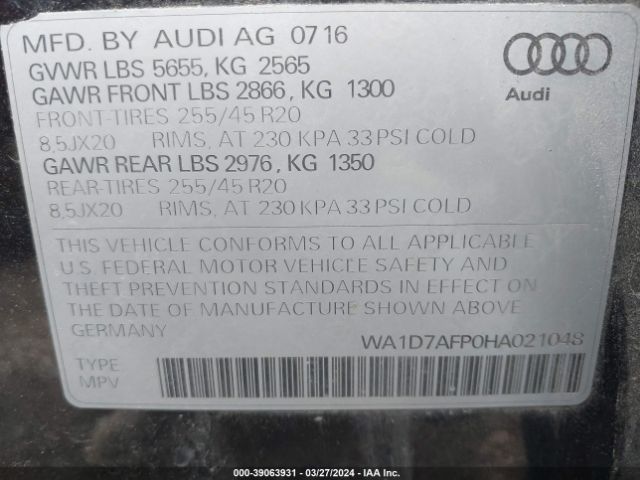 MFD. BY AUDI AG 07 16
GVWR LBS 5655, KG 2565
GAWR FRONT LBS 2866, KG 1300
FRONT-TIRES 255/45 R20
8,5JX20 RIMS, AT 230 KPA 33 PSI COLD
GAWR REAR LBS 2976, KG 1350
REAR-TIRES 255/45 R20
8,5JX20 RIMS, AT 230 KPA 33 PSI COLD
Audi
THIS VEHICLE CONFORMS TO ALL APPLICABLE
U.S. FEDERAL MOTOR VEHICLE SAFETY AND
THEFT PREVENTION STANDARDS IN EFFECT ON
THE DATE OF MANUFACTURE SHOWN ABOVE
GERMANY
WA1D7AFP0HA021048
TYPE
MPV
000-39063931 - 03/27/2024 - IAA Inc.